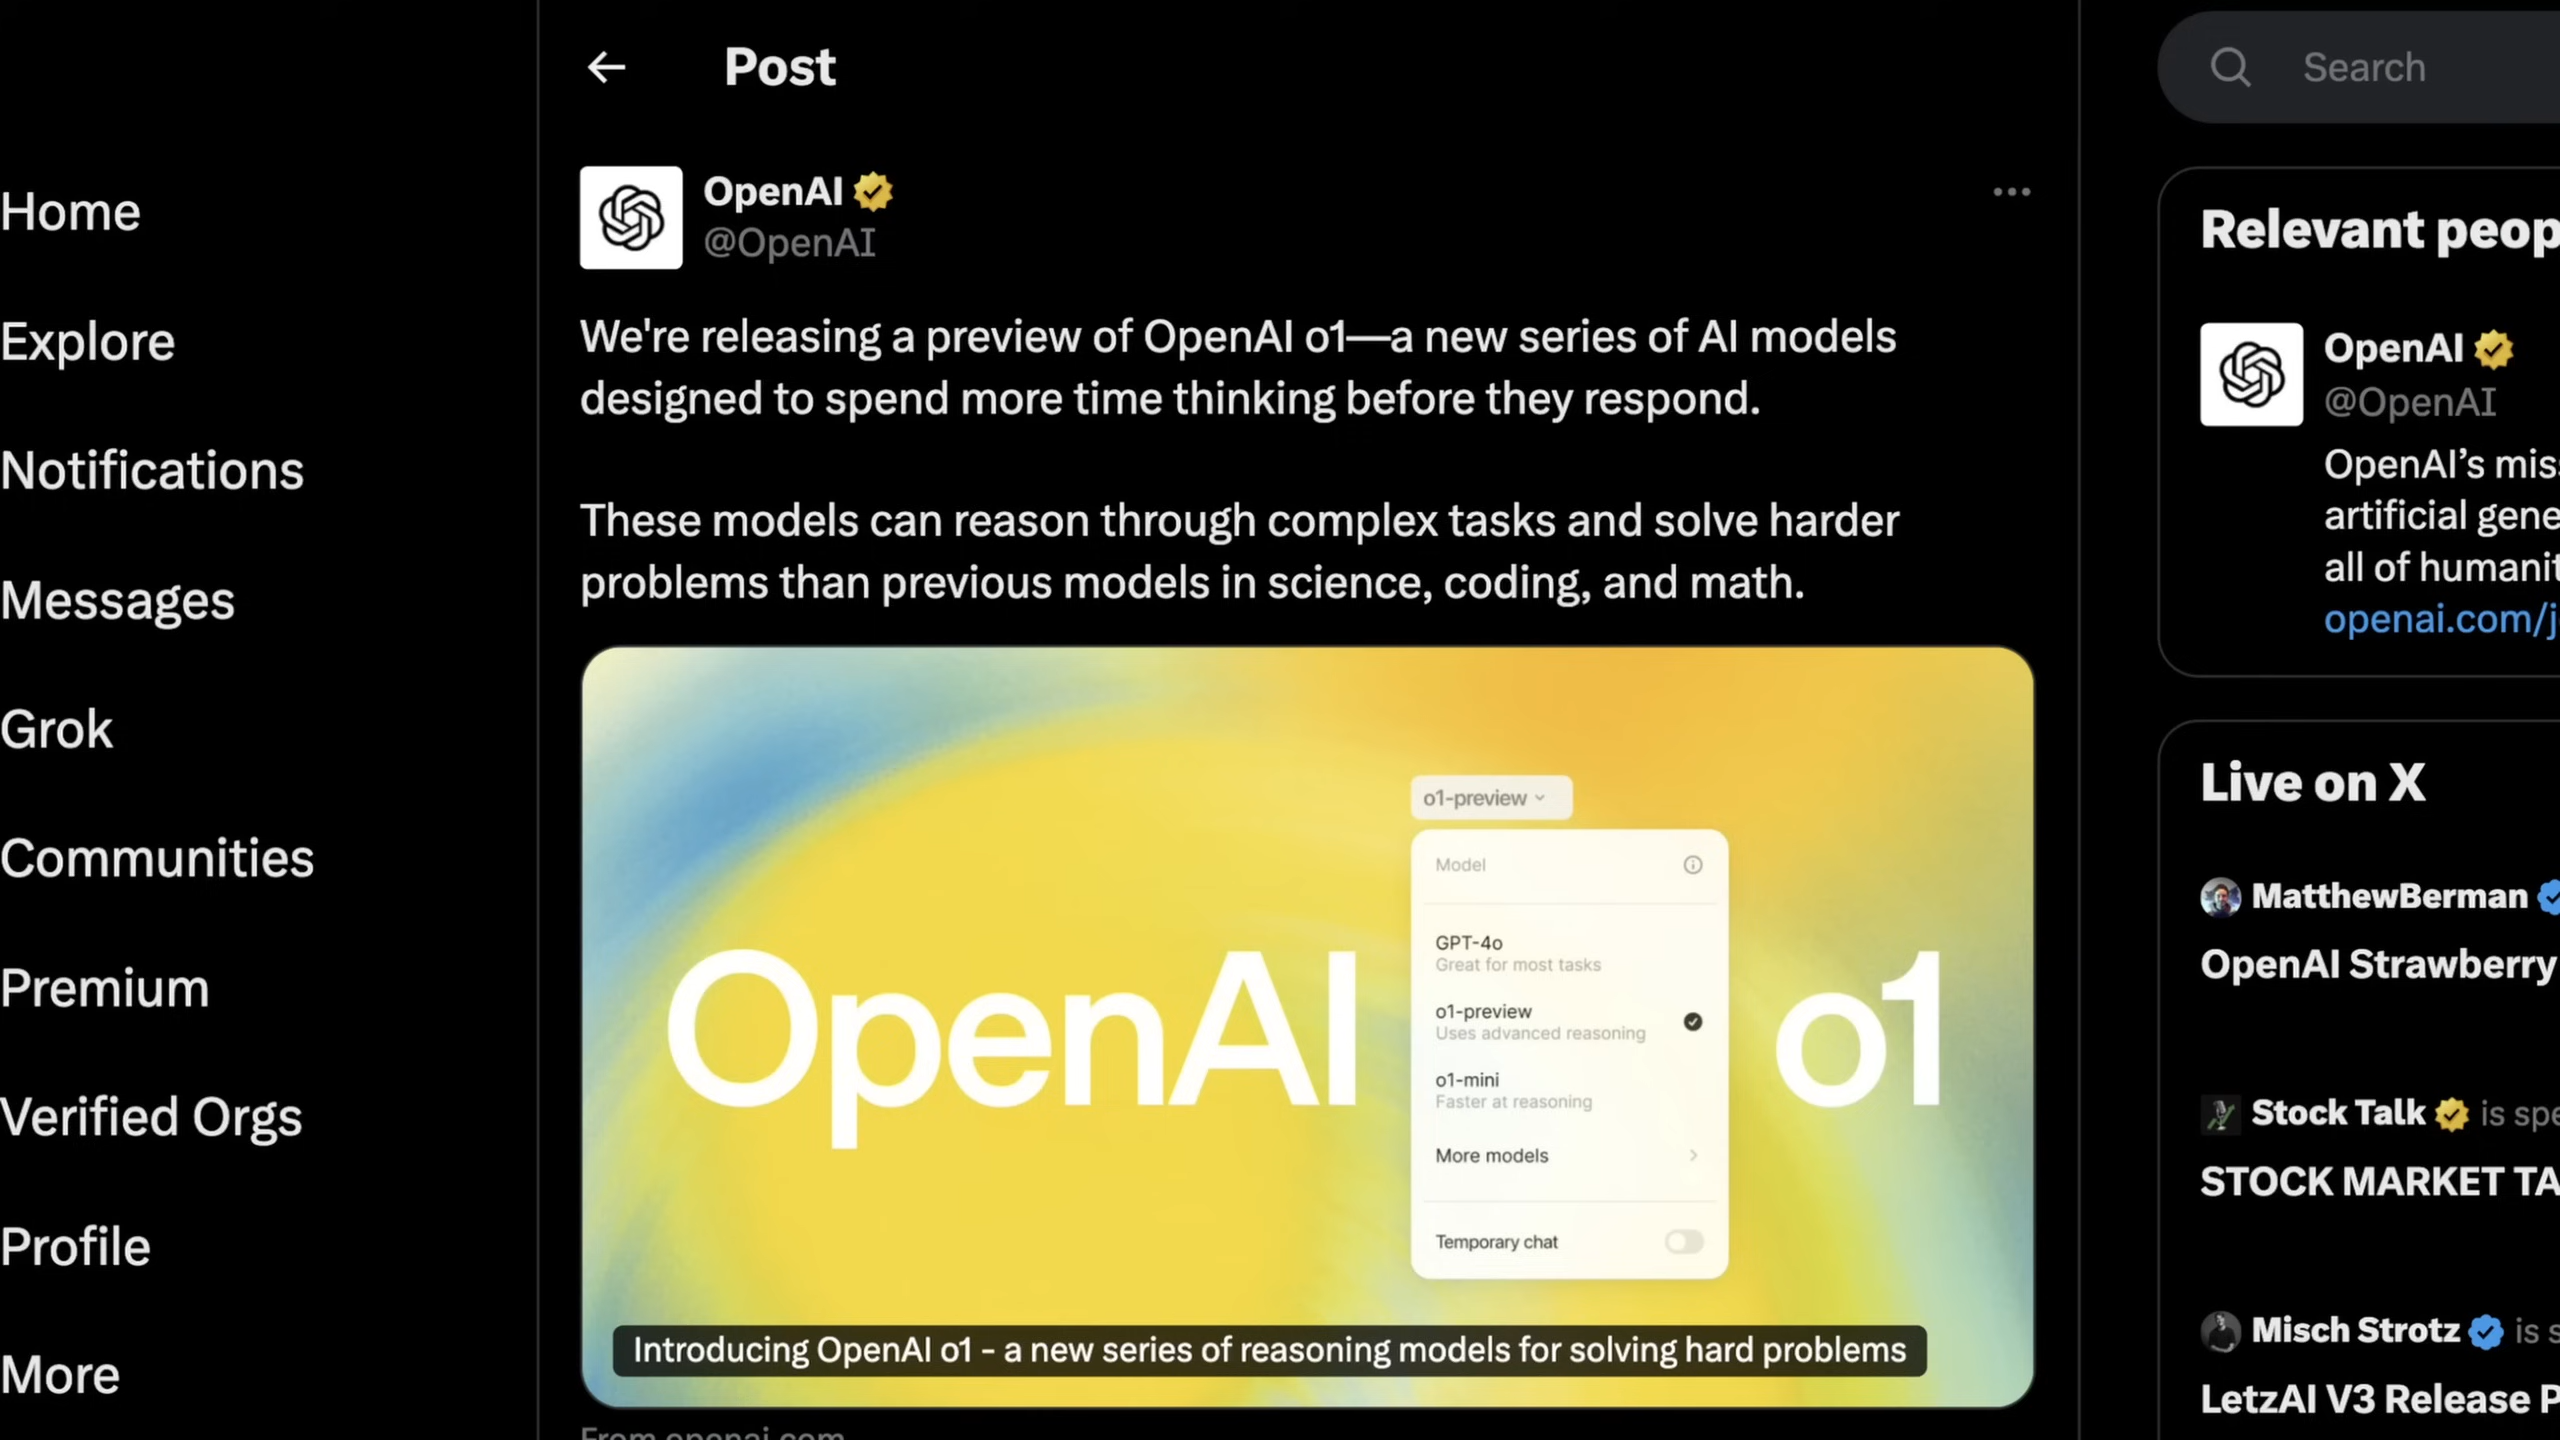 Home
Explore
Notifications
Messages
Grok
Communities
Premium
Verified Orgs
Profile
More
Post
OpenAI
@OpenAI
We're releasing a preview of OpenAI o1—a new series of AI models
designed to spend more time thinking before they respond.
These models can reason through complex tasks and solve harder
problems than previous models in science, coding, and math.
OpenAI
o1-preview
Model
GPT-4o
Great for most tasks
o1-preview
Uses advanced reasoning
o1-mini
Faster at reasoning
More models
Temporary chat
o1
Introducing OpenAI o1 - a new series of reasoning models for solving hard problems
From openai.com
Search
Relevant peop
OpenAI
@OpenAI
OpenAI’s miss
artificial gene
all of humanit
openai.com/j
Live on X
MatthewBerman
OpenAI Strawberry
Stock Talk is spe
STOCK MARKET TA
Misch Strotz is s
LetzAI V3 Release P